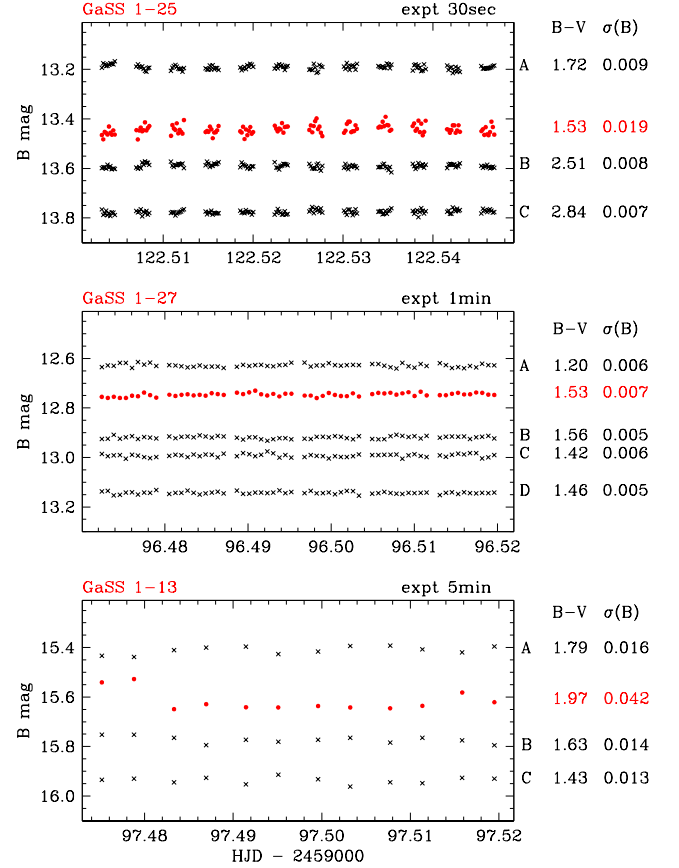 GaSS 1-25 expt 30sec
B-V σ(B)
13.2 A 1.72 0.009
13.4 1.53 0.019
B mag
13.6 B 2.51 0.008
13.8 C 2.84 0.007
122.51 122.52 122.53 122.54
GaSS 1-27 expt 1min
B-V σ(B)
12.6 A 1.20 0.006
1.53 0.007
12.8
B mag
B 1.56 0.005
13.0 C 1.42 0.006
13.2 D 1.46 0.005
96.48 96.49 96.50 96.51 96.52
GaSS 1-13 expt 5min
B-V σ(B)
15.4 A 1.79 0.016
15.6 1.97 0.042
B mag
15.8 B 1.63 0.014
C 1.43 0.013
16.0
97.48 97.49 97.50 97.51 97.52
HJD - 2459000